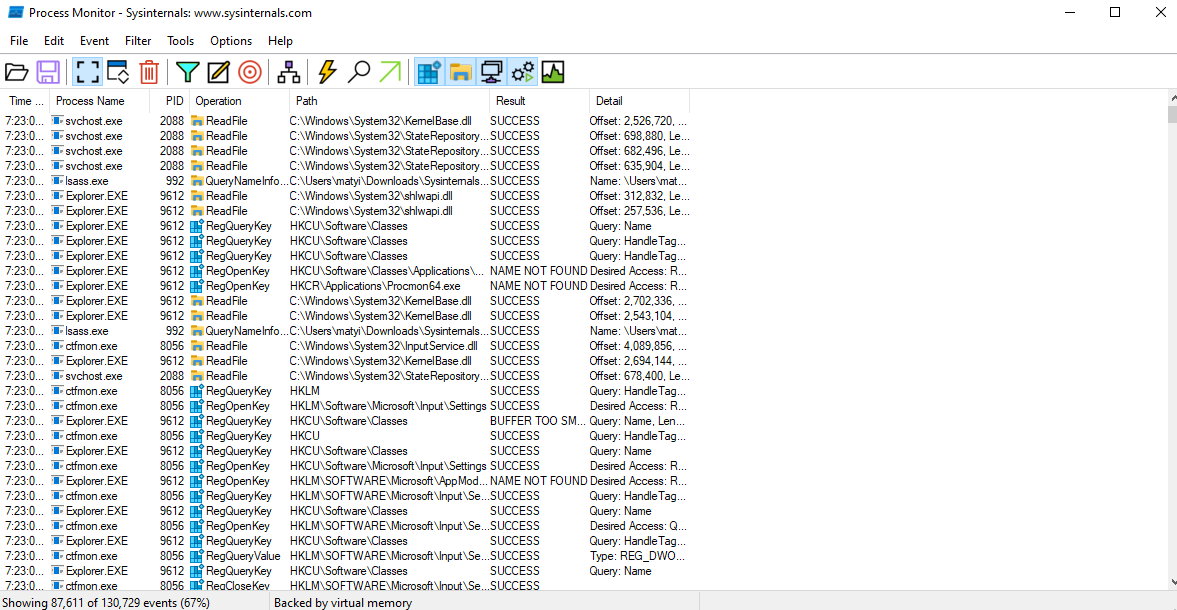 Process Monitor - Sysinternals: www.sysinternals.com
File Edit Event Filter Tools Options Help
Time ... Process Name PID Operation Path Result Detail
7:23:0... svchost.exe 2088 ReadFile C:\Windows\System32\KernelBase.dll SUCCESS Offset: 2,526,720, ...
7:23:0... svchost.exe 2088 ReadFile C:\Windows\System32\StateRepository... SUCCESS Offset: 698,880, Le...
7:23:0... svchost.exe 2088 ReadFile C:\Windows\System32\StateRepository... SUCCESS Offset: 682,496, Le...
7:23:0... svchost.exe 2088 ReadFile C:\Windows\System32\StateRepository... SUCCESS Offset: 635,904, Le...
7:23:0... lsass.exe 992 QueryNameInfo... C:\Users\matyi\Downloads\Sysinternals... SUCCESS Name: \Users\mat...
7:23:0... Explorer.EXE 9612 ReadFile C:\Windows\System32\shlwapi.dll SUCCESS Offset: 312,832, Le...
7:23:0... Explorer.EXE 9612 ReadFile C:\Windows\System32\shlwapi.dll SUCCESS Offset: 257,536, Le...
7:23:0... Explorer.EXE 9612 RegQueryKey HKCU\Software\Classes SUCCESS Query: Name
7:23:0... Explorer.EXE 9612 RegQueryKey HKCU\Software\Classes SUCCESS Query: HandleTag...
7:23:0... Explorer.EXE 9612 RegQueryKey HKCU\Software\Classes SUCCESS Query: HandleTag...
7:23:0... Explorer.EXE 9612 RegOpenKey HKCU\Software\Classes\Applications\... NAME NOT FOUND Desired Access: R...
7:23:0... Explorer.EXE 9612 RegOpenKey HKCR\Applications\Procmon64.exe NAME NOT FOUND Desired Access: R...
7:23:0... Explorer.EXE 9612 ReadFile C:\Windows\System32\KernelBase.dll SUCCESS Offset: 2,702,336, ...
7:23:0... Explorer.EXE 9612 ReadFile C:\Windows\System32\KernelBase.dll SUCCESS Offset: 2,543,104, ...
7:23:0... lsass.exe 992 QueryNameInfo... C:\Users\matyi\Downloads\Sysinternals... SUCCESS Name: \Users\mat...
7:23:0... ctfmon.exe 8056 ReadFile C:\Windows\System32\InputService.dll SUCCESS Offset: 4,089,856, ...
7:23:0... Explorer.EXE 9612 ReadFile C:\Windows\System32\KernelBase.dll SUCCESS Offset: 2,694,144, ...
7:23:0... svchost.exe 2088 ReadFile C:\Windows\System32\StateRepository... SUCCESS Offset: 678,400, Le...
7:23:0... ctfmon.exe 8056 RegQueryKey HKLM SUCCESS Query: HandleTag...
7:23:0... ctfmon.exe 8056 RegOpenKey HKLM\Software\Microsoft\Input\Settings SUCCESS Desired Access: R...
7:23:0... Explorer.EXE 9612 RegQueryKey HKCU\Software\Classes BUFFER TOO SM... Query: Name, Len...
7:23:0... ctfmon.exe 8056 RegQueryKey HKCU SUCCESS Query: HandleTag...
7:23:0... Explorer.EXE 9612 RegQueryKey HKCU\Software\Classes SUCCESS Query: Name
7:23:0... ctfmon.exe 8056 RegOpenKey HKCU\Software\Microsoft\Input\Settings SUCCESS Desired Access: R...
7:23:0... Explorer.EXE 9612 RegOpenKey HKLM\SOFTWARE\Microsoft\AppMod... NAME NOT FOUND Desired Access: R...
7:23:0... ctfmon.exe 8056 RegQueryKey HKLM\SOFTWARE\Microsoft\Input\Se... SUCCESS Query: HandleTag...
7:23:0... Explorer.EXE 9612 RegQueryKey HKCU\Software\Classes SUCCESS Query: Name
7:23:0... ctfmon.exe 8056 RegOpenKey HKLM\SOFTWARE\Microsoft\Input\Se... SUCCESS Desired Access: Q...
7:23:0... Explorer.EXE 9612 RegQueryKey HKCU\Software\Classes SUCCESS Query: HandleTag...
7:23:0... ctfmon.exe 8056 RegQueryValue HKLM\SOFTWARE\Microsoft\Input\Se... SUCCESS Type: REG_DWO...
7:23:0... Explorer.EXE 9612 RegQueryKey HKCU\Software\Classes SUCCESS Query: Name
7:23:0... ctfmon.exe 8056 RegCloseKey HKLM\SOFTWARE\Microsoft\Input\Se... SUCCESS
Showing 87,611 of 130,729 events (67%) Backed by virtual memory